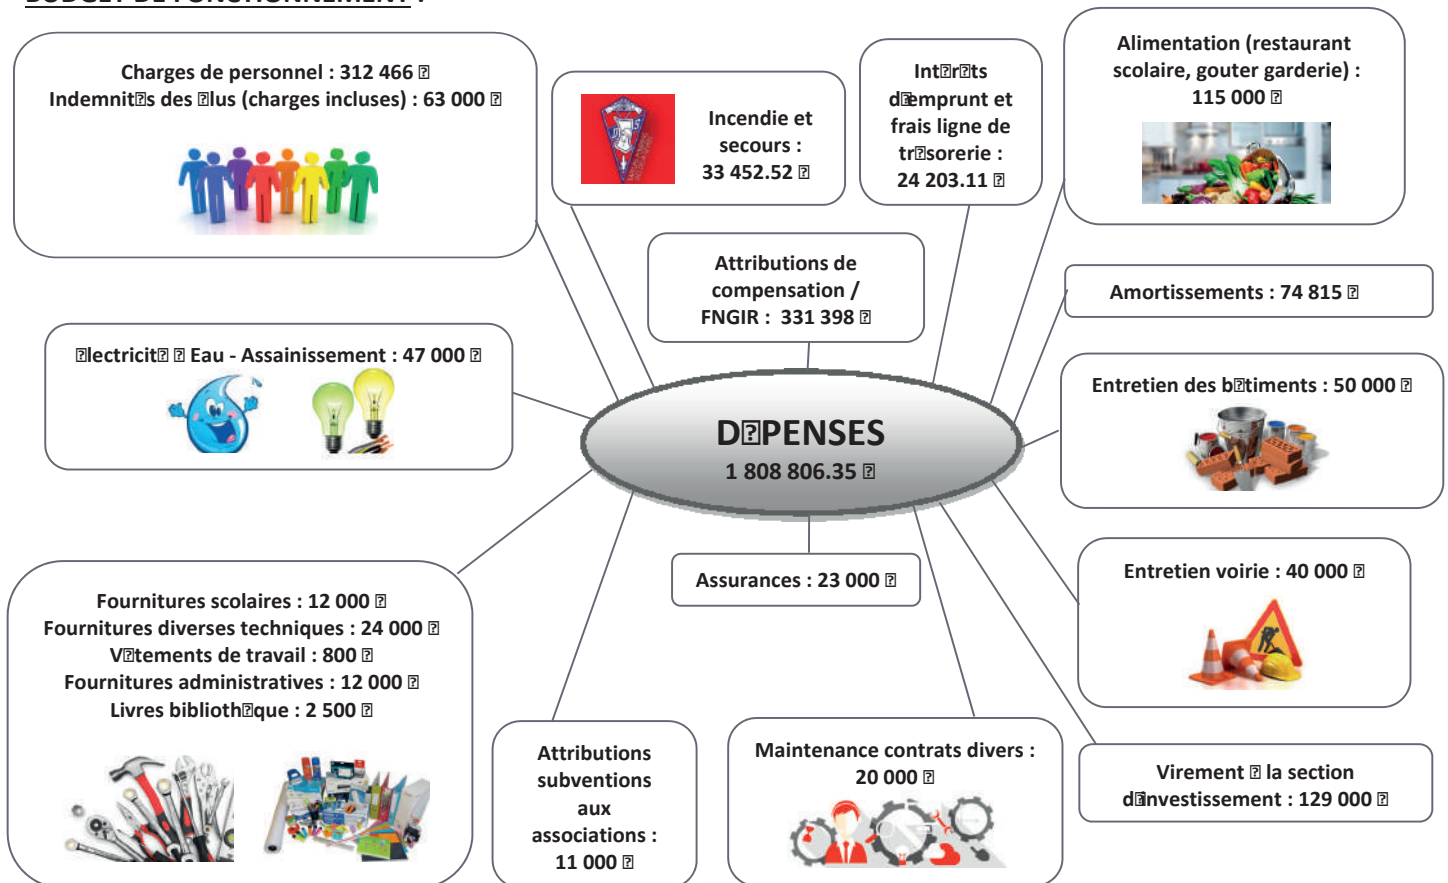 BUDGET DE FONCTIONNEMENT :
Charges de personnel : 312 466 �
Indemnit�s des �lus (charges incluses) : 63 000 �
Incendie et
secours :
33 452.52 �
Int�r�ts
d�emprunt et
frais ligne de
tr�sorerie :
24 203.11 �
Alimentation (restaurant
scolaire, gouter garderie) :
115 000 �
Attributions de
compensation /
FNGIR : 331 398 �
Amortissements : 74 815 �
�lectricit� � Eau - Assainissement : 47 000 �
Entretien des b�timents : 50 000 �
D�PENSES
1 808 806.35 �
Assurances : 23 000 �
Entretien voirie : 40 000 �
Fournitures scolaires : 12 000 �
Fournitures diverses techniques : 24 000 �
V�tements de travail : 800 �
Fournitures administratives : 12 000 �
Livres biblioth�que : 2 500 �
Attributions
subventions
aux
associations :
11 000 �
Maintenance contrats divers :
20 000 �
Virement � la section
d�investissement : 129 000 �